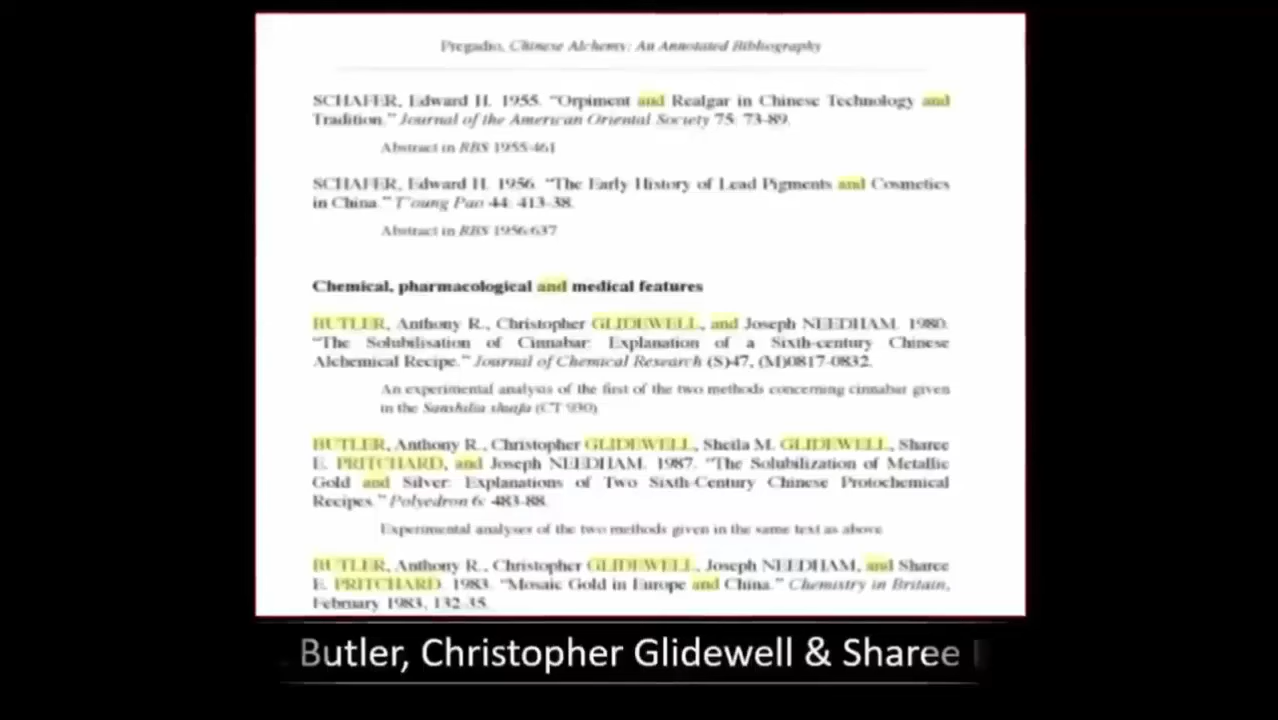 Pregadio, Chinese Alchemy: An Annotated Bibliography
SCHAFER, Edward H. 1955. "Orpiment and Realgar in Chinese Technology and
Tradition." Journal of the American Oriental Society 75: 73-89.
Abstract in RBS 1955:461
SCHAFER, Edward H. 1956. "The Early History of Lead Pigments and Cosmetics
in China." T'oung Pao 44: 413-38.
Abstract in RBS 1956:637
Chemical, pharmacological and medical features
BUTLER, Anthony R., Christopher GLIDEWELL, and Joseph NEEDHAM. 1980.
"The Solubilisation of Cinnabar: Explanation of a Sixth-century Chinese
Alchemical Recipe." Journal of Chemical Research (S)47, (M)0817-0832.
An experimental analysis of the first of the two methods concerning cinnabar given
in the Sanshiliu shuifa (CT 930)
BUTLER, Anthony R., Christopher GLIDEWELL, Sheila M. GLIDEWELL, Sharee
E. PRITCHARD, and Joseph NEEDHAM. 1987. "The Solubilization of Metallic
Gold and Silver: Explanations of Two Sixth-Century Chinese Protochemical
Recipes." Polyedron 6: 483-88.
Experimental analyses of the two methods given in the same text as above
BUTLER, Anthony R., Christopher GLIDEWELL, Joseph NEEDHAM, and Sharee
E. PRITCHARD. 1983. "Mosaic Gold in Europe and China." Chemistry in Britain,
February 1983, 132-35.
Butler, Christopher Glidewell & Sharee